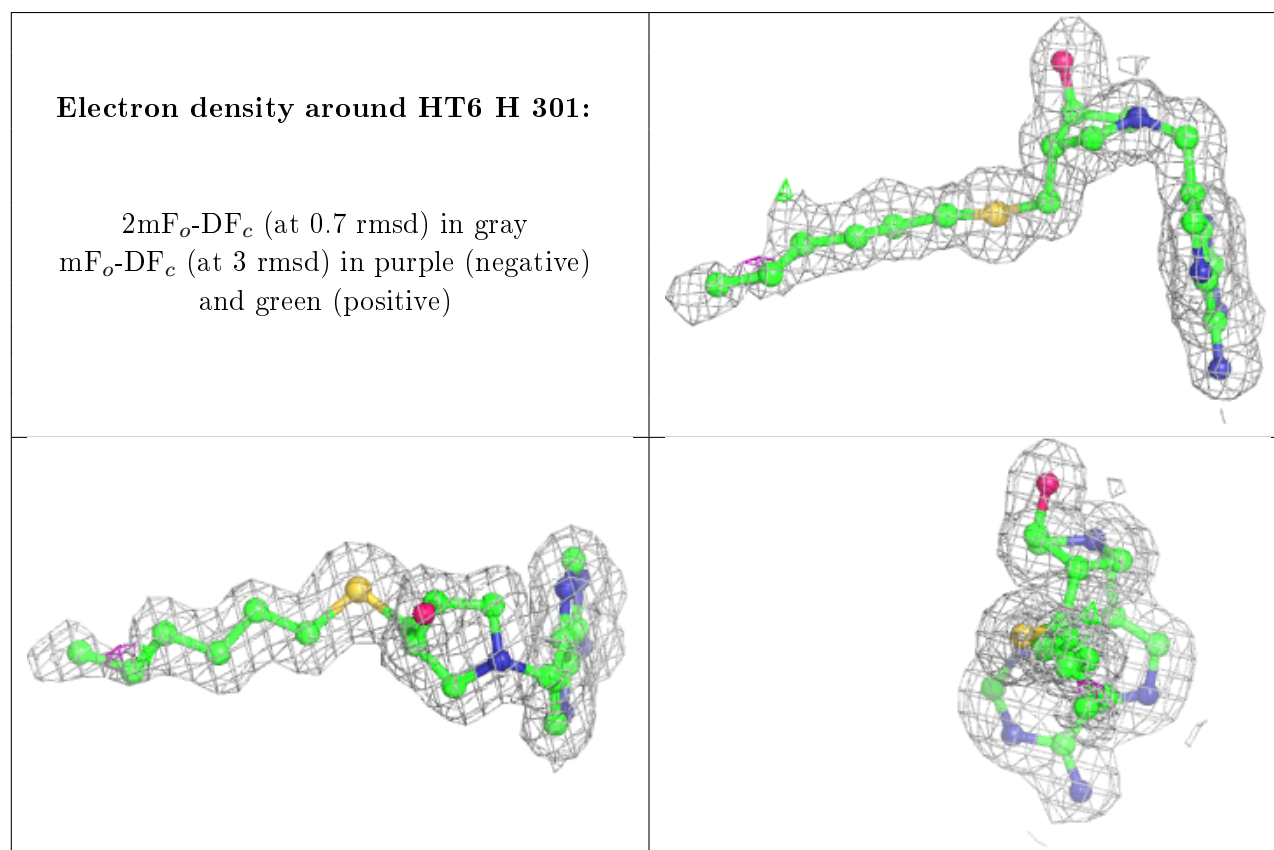 Electron density around HT6 H 301:
2mFo-DFc (at 0.7 rmsd) in gray
mFo-DFc (at 3 rmsd) in purple (negative)
and green (positive)